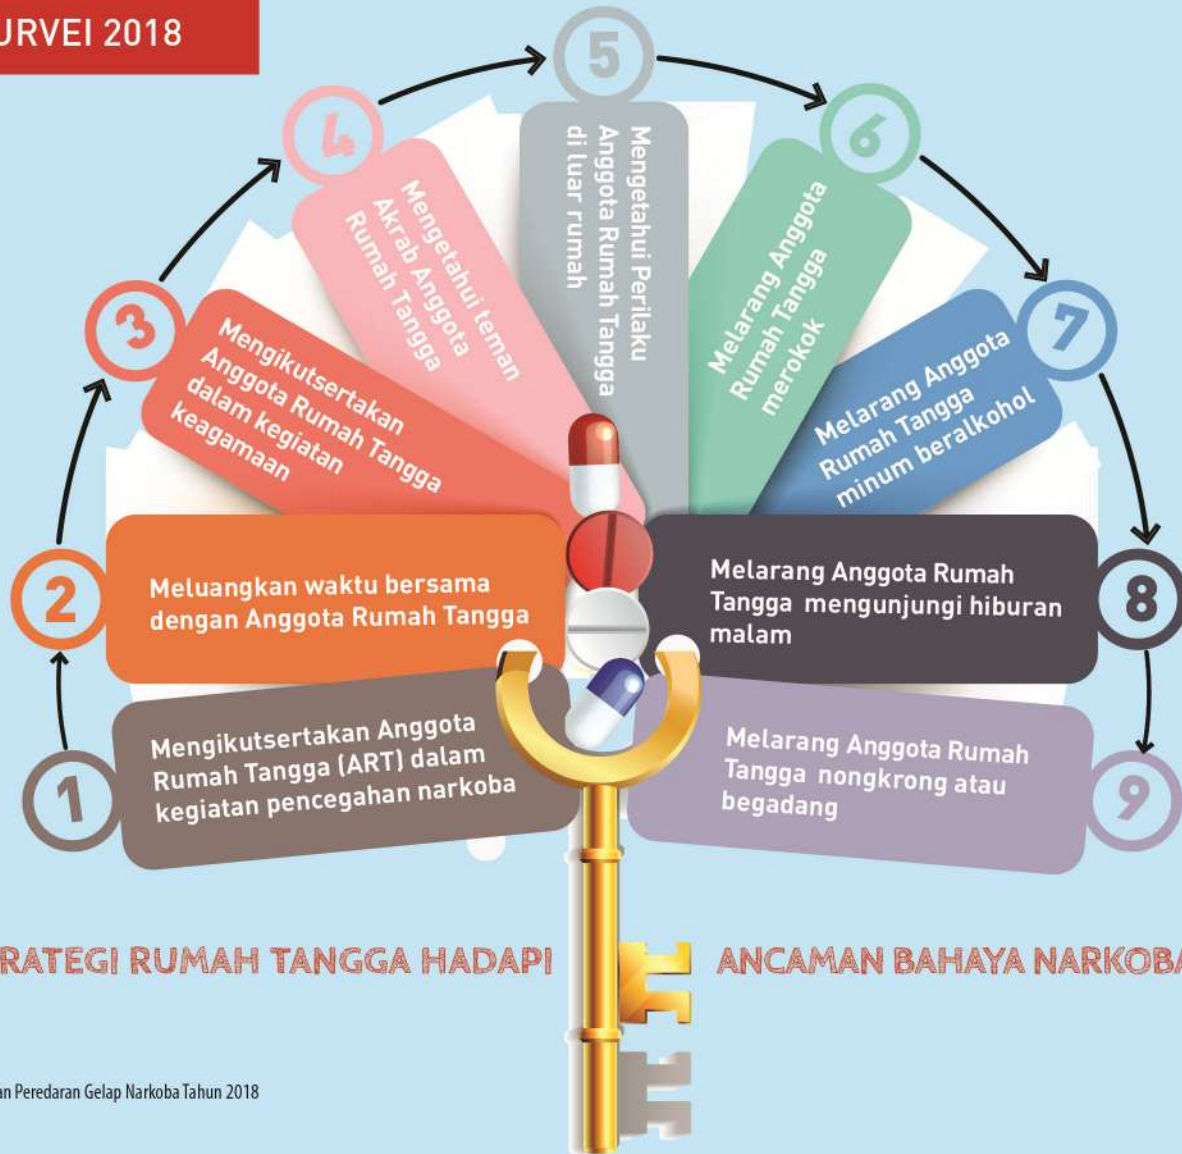 URVEI 2018
1
Mengikutsertakan Anggota
Rumah Tangga (ART) dalam
kegiatan pencegahan narkoba
2
Meluangkan waktu bersama
dengan Anggota Rumah Tangga
3
Mengikutsertakan
Anggota Rumah Tangga
dalam kegiatan
keagamaan
4
Mengetahui teman
Akrab Anggota
Rumah Tangga
5
Mengetahui Perilaku
Anggota Rumah Tangga
di luar rumah
6
Melarang Anggota
Rumah Tangga
merokok
7
Melarang Anggota
Rumah Tangga
minum beralkohol
8
Melarang Anggota Rumah
Tangga mengunjungi hiburan
malam
9
Melarang Anggota Rumah
Tangga nongkrong atau
begadang
RATEGI RUMAH TANGGA HADAPI ANCAMAN BAHAYA NARKOBA
an Peredaran Gelap Narkoba Tahun 2018